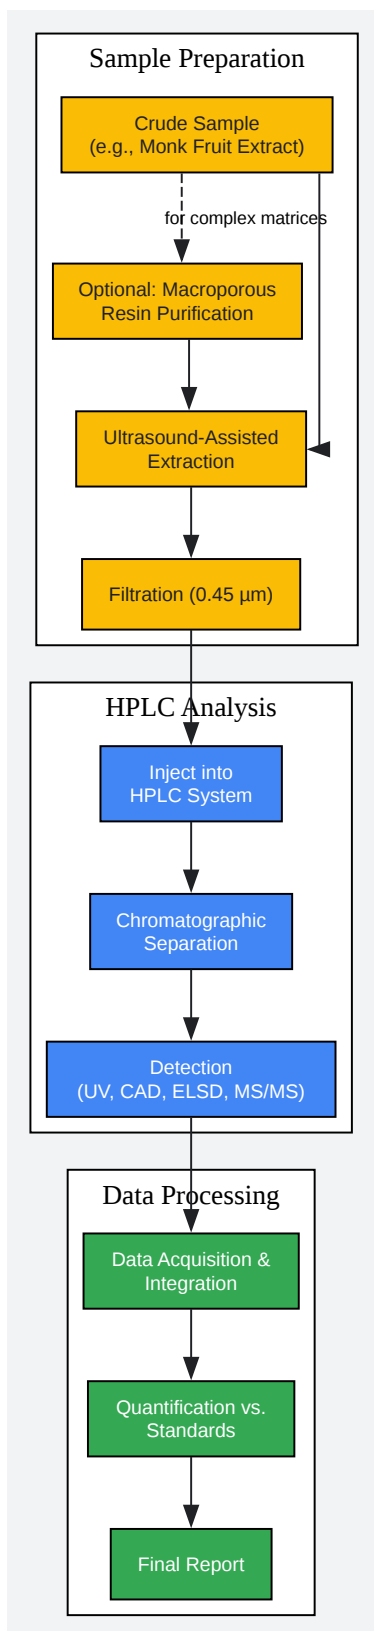 Sample Preparation
Crude Sample
(e.g., Monk Fruit Extract)
for complex matrices
Optional: Macroporous
Resin Purification
Ultrasound-Assisted
Extraction
Filtration (0.45 µm)
HPLC Analysis
Inject into
HPLC System
Chromatographic
Separation
Detection
(UV, CAD, ELSD, MS/MS)
Data Processing
Data Acquisition &
Integration
Quantification vs.
Standards
Final Report